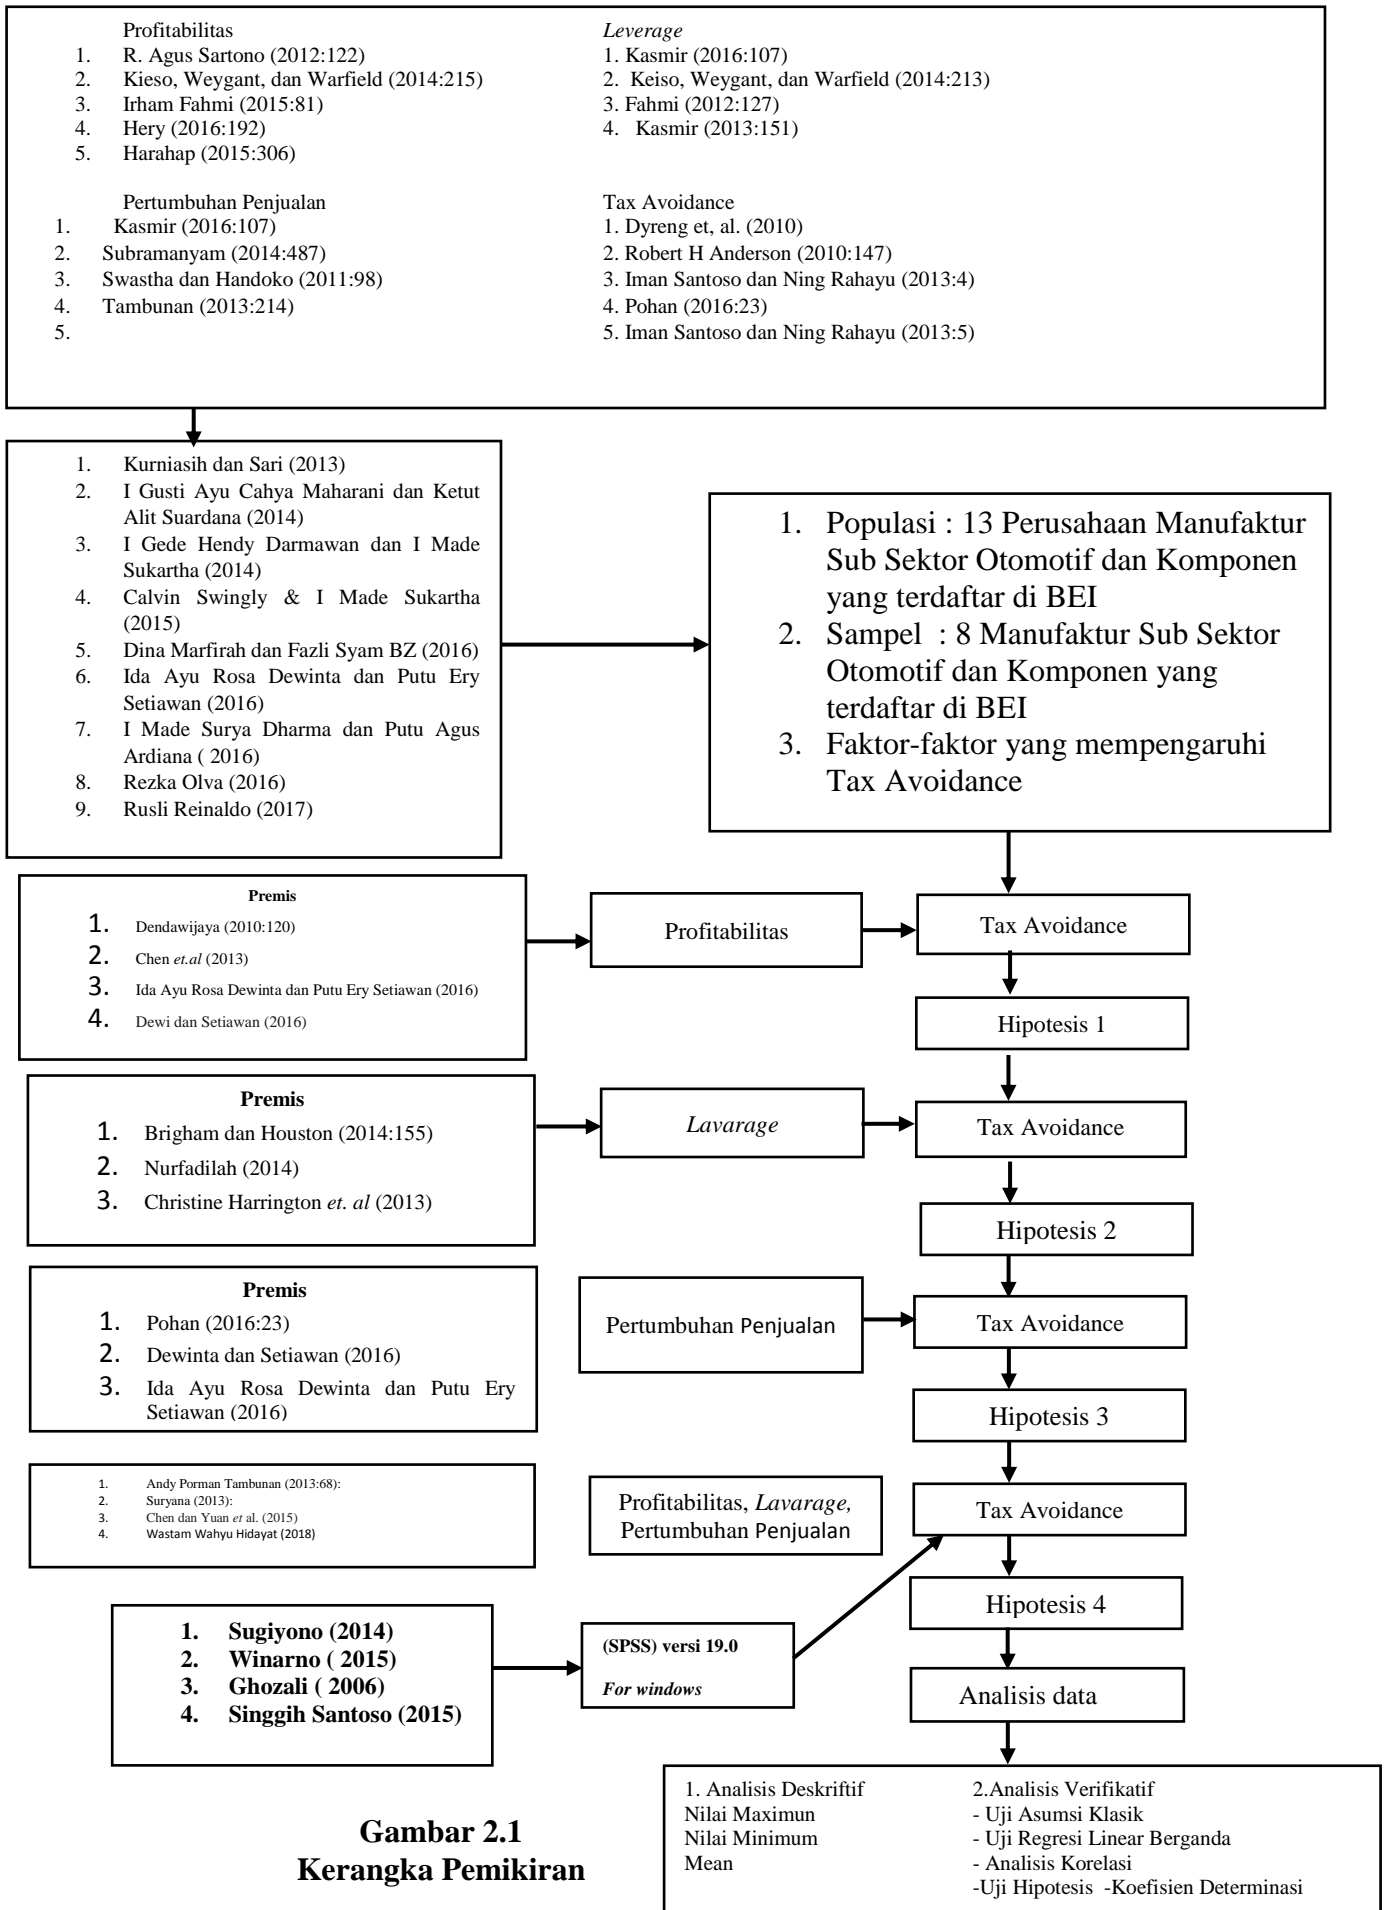 Profitabilitas
1. R. Agus Sartono (2012:122)
2. Kieso, Weygant, dan Warfield (2014:215)
3. Irham Fahmi (2015:81)
4. Hery (2016:192)
5. Harahap (2015:306)
Leverage
1. Kasmir (2016:107)
2. Keiso, Weygant, dan Warfield (2014:213)
3. Fahmi (2012:127)
4. Kasmir (2013:151)
Pertumbuhan Penjualan
1. Kasmir (2016:107)
2. Subramanyam (2014:487)
3. Swastha dan Handoko (2011:98)
4. Tambunan (2013:214)
5.
Tax Avoidance
1. Dyreng et, al. (2010)
2. Robert H Anderson (2010:147)
3. Iman Santoso dan Ning Rahayu (2013:4)
4. Pohan (2016:23)
5. Iman Santoso dan Ning Rahayu (2013:5)
1. Kurniasih dan Sari (2013)
2. I Gusti Ayu Cahya Maharani dan Ketut
Alit Suardana (2014)
3. I Gede Hendy Darmawan dan I Made
Sukartha (2014)
4. Calvin Swingly & I Made Sukartha
(2015)
5. Dina Marfirah dan Fazli Syam BZ (2016)
6. Ida Ayu Rosa Dewinta dan Putu Ery
Setiawan (2016)
7. I Made Surya Dharma dan Putu Agus
Ardiana ( 2016)
8. Rezka Olva (2016)
9. Rusli Reinaldo (2017)
1. Populasi : 13 Perusahaan Manufaktur
Sub Sektor Otomotif dan Komponen
yang terdaftar di BEI
2. Sampel : 8 Manufaktur Sub Sektor
Otomotif dan Komponen yang
terdaftar di BEI
3. Faktor-faktor yang mempengaruhi
Tax Avoidance
Premis
1. Dendawijaya (2010:120)
2. Chen et.al (2013)
3. Ida Ayu Rosa Dewinta dan Putu Ery Setiawan (2016)
4. Dewi dan Setiawan (2016)
Profitabilitas
Tax Avoidance
Hipotesis 1
Premis
1. Brigham dan Houston (2014:155)
2. Nurfadilah (2014)
3. Christine Harrington et. al (2013)
Lavarage
Tax Avoidance
Hipotesis 2
Premis
1. Pohan (2016:23)
2. Dewinta dan Setiawan (2016)
3. Ida Ayu Rosa Dewinta dan Putu Ery
Setiawan (2016)
Pertumbuhan Penjualan
Tax Avoidance
Hipotesis 3
1. Andy Porman Tambunan (2013:68):
2. Suryana (2013):
3. Chen dan Yuan et al. (2015)
4. Wastam Wahyu Hidayat (2018)
Profitabilitas, Lavarage,
Pertumbuhan Penjualan
Tax Avoidance
Hipotesis 4
1. Sugiyono (2014)
2. Winarno ( 2015)
3. Ghozali ( 2006)
4. Singgih Santoso (2015)
(SPSS) versi 19.0
For windows
Analisis data
1. Analisis Deskriftif
Nilai Maximun
Nilai Minimum
Mean
2.Analisis Verifikatif
- Uji Asumsi Klasik
- Uji Regresi Linear Berganda
- Analisis Korelasi
-Uji Hipotesis -Koefisien Determinasi
Gambar 2.1
Kerangka Pemikiran